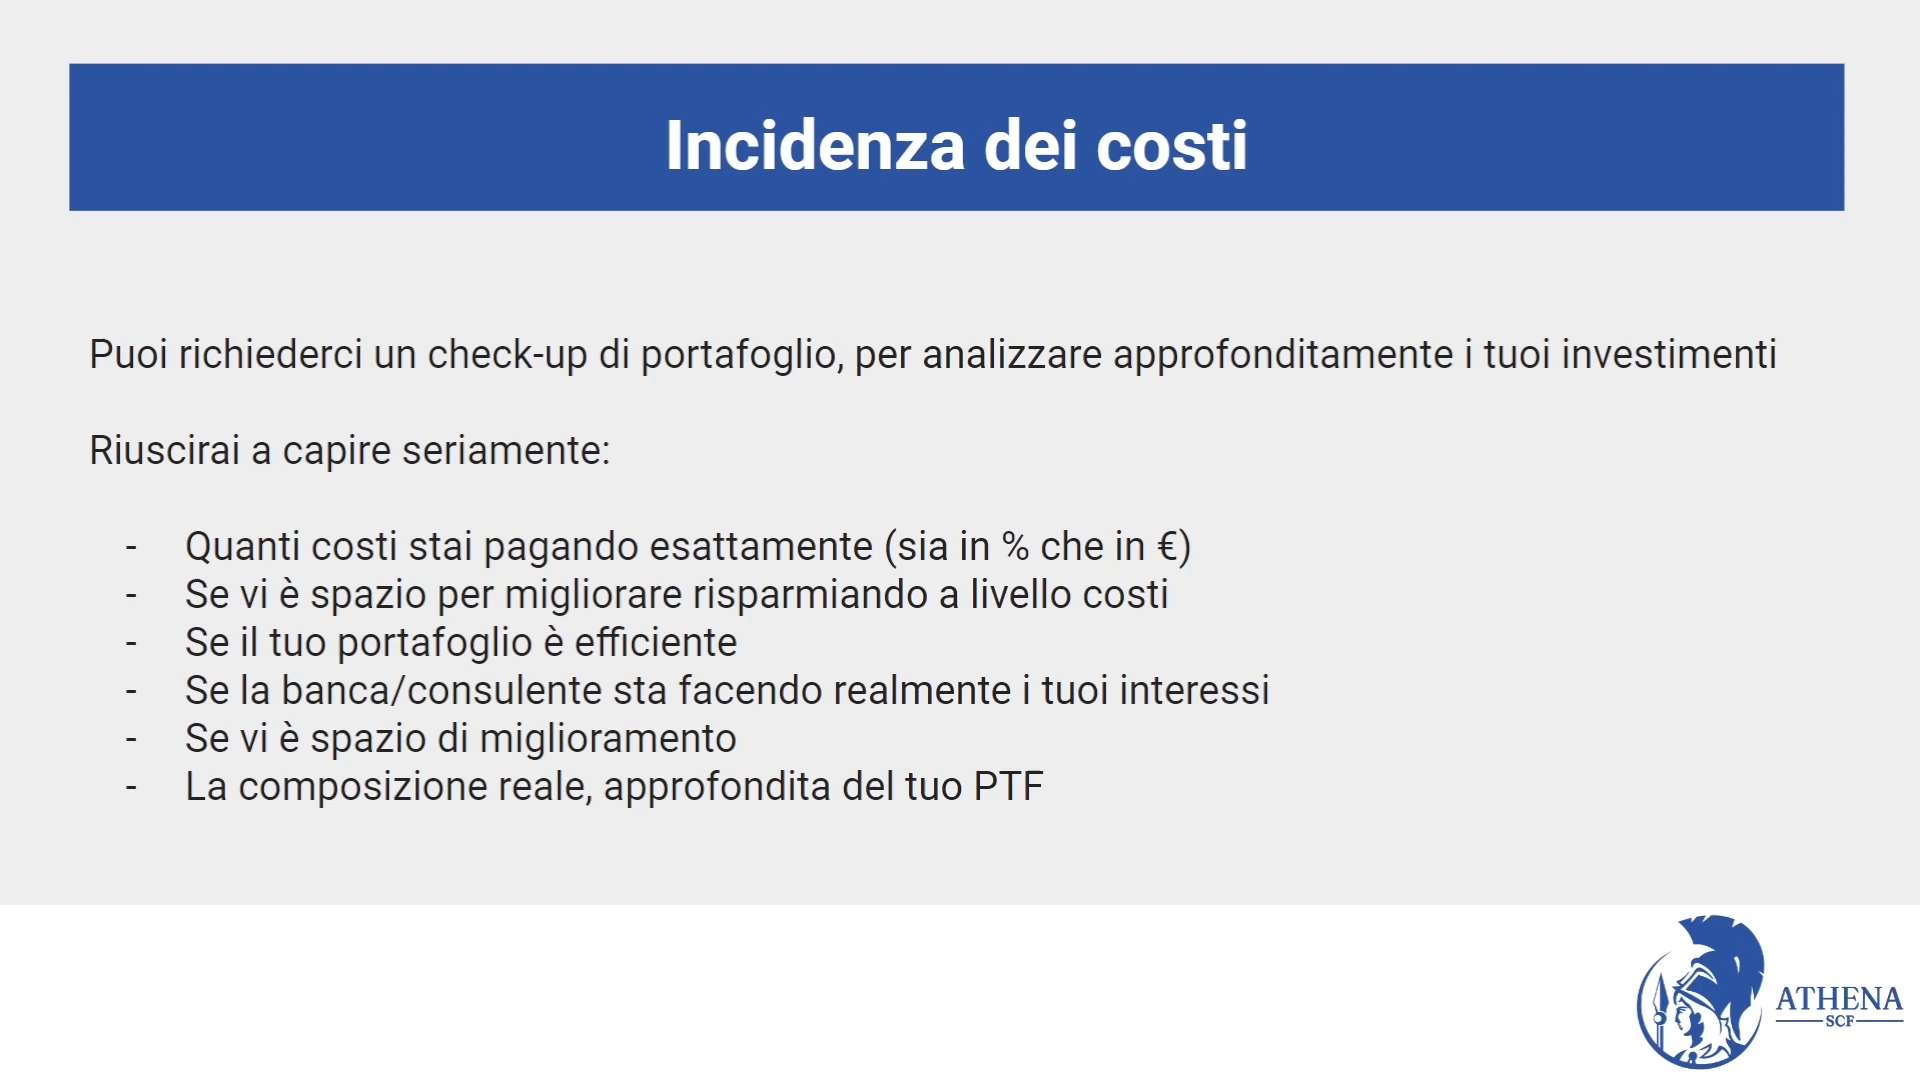 Incidenza dei costi
Puoi richiederci un check-up di portafoglio, per analizzare approfonditamente i tuoi investimenti
Riuscirai a capire seriamente:
- Quanti costi stai pagando esattamente (sia in % che in €)
- Se vi è spazio per migliorare risparmiando a livello costi
- Se il tuo portafoglio è efficiente
- Se la banca/consulente sta facendo realmente i tuoi interessi
- Se vi è spazio di miglioramento
- La composizione reale, approfondita del tuo PTF
ATHENA
SCF